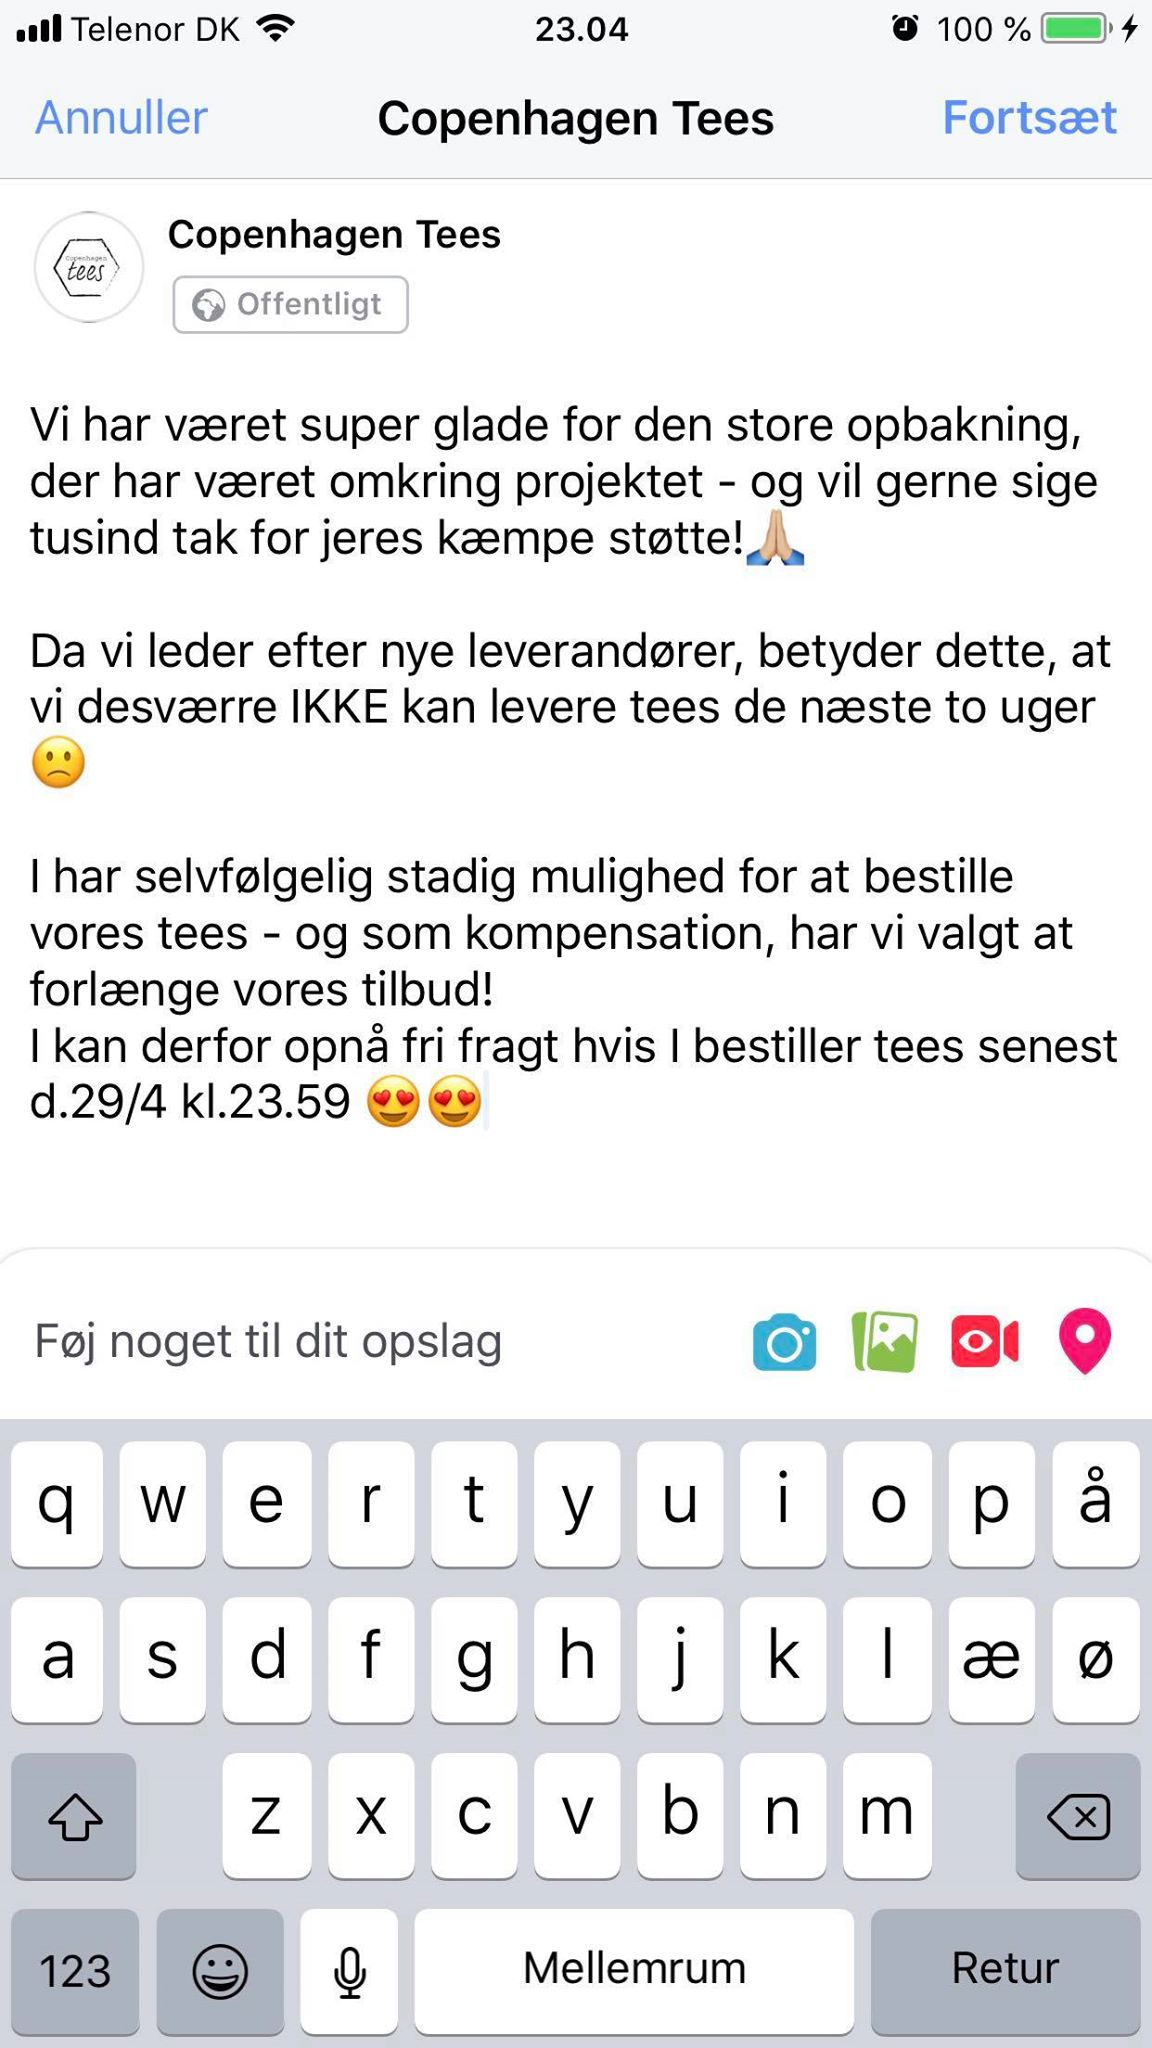 Telenor DK 23.04 100 %
Annuller Copenhagen Tees Fortsæt
Copenhagen
tees
Copenhagen Tees
Offentligt
Vi har været super glade for den store opbakning,
der har været omkring projektet - og vil gerne sige
tusind tak for jeres kæmpe støtte!🙏🏼
Da vi leder efter nye leverandører, betyder dette, at
vi desværre IKKE kan levere tees de næste to uger
🙁
I har selvfølgelig stadig mulighed for at bestille
vores tees - og som kompensation, har vi valgt at
forlænge vores tilbud!
I kan derfor opnå fri fragt hvis I bestiller tees senest
d.29/4 kl.23.59 😍😍
Føj noget til dit opslag
q w e r t y u i o p å
a s d f g h j k l æ ø
z x c v b n m
123 Mellemrum Retur